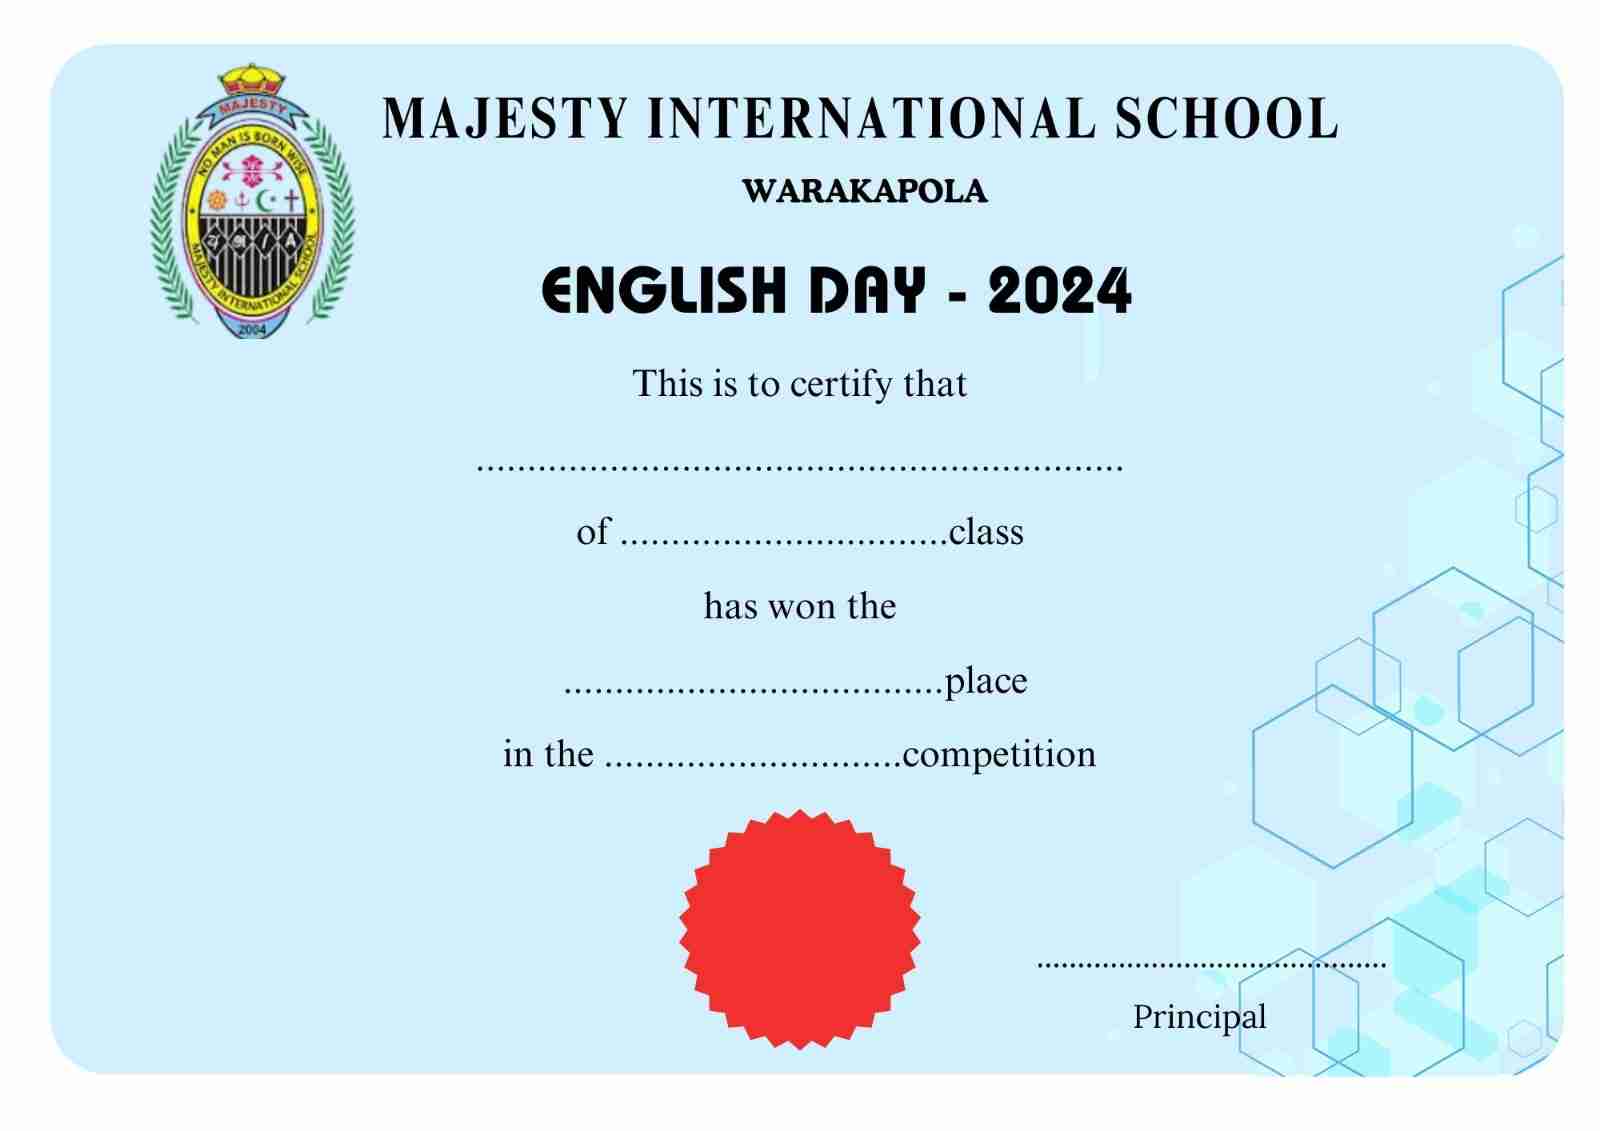 MAJESTY
NO MAN IS BORN WISE
MAJESTY INTERNATIONAL SCHOOL
2004
MAJESTY INTERNATIONAL SCHOOL
WARAKAPOLA
ENGLISH DAY - 2024
This is to certify that
...............................................................
of ................................class
has won the
.....................................place
in the .............................competition
...........................................
Principal